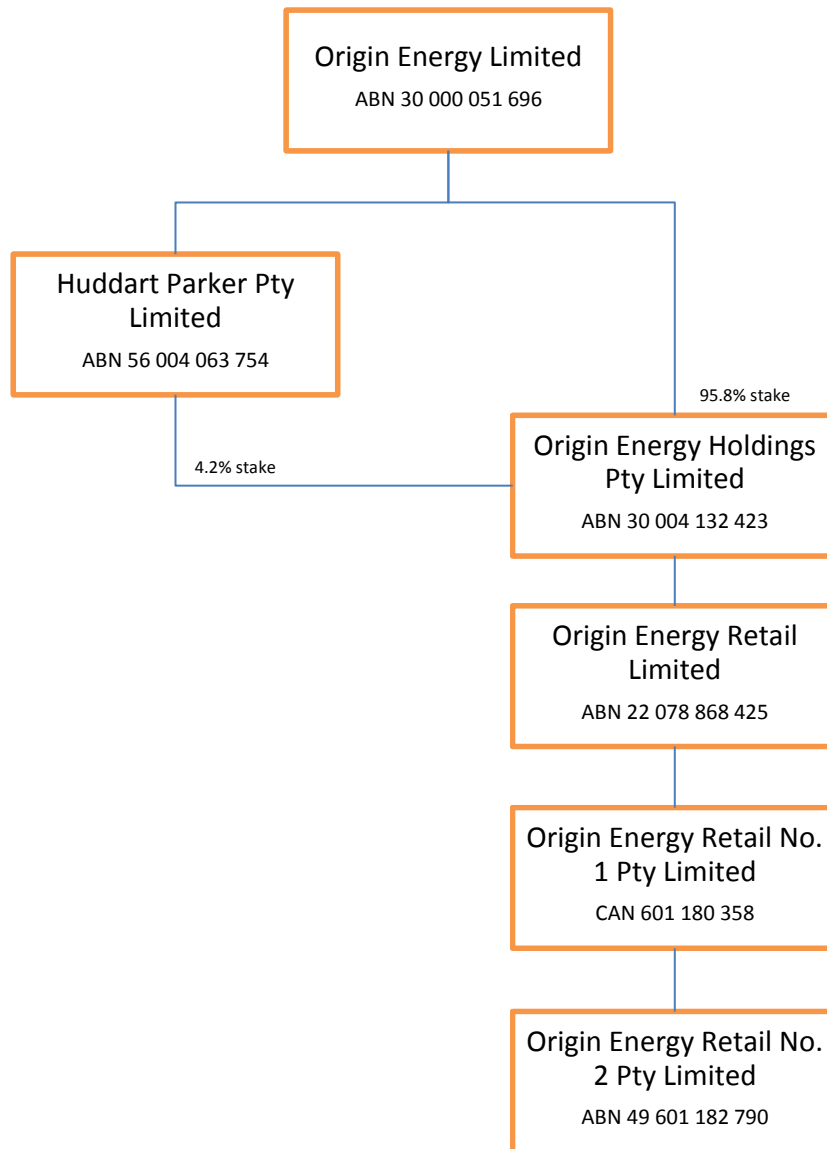 Origin Energy Limited
ABN 30 000 051 696
Huddart Parker Pty
Limited
ABN 56 004 063 754
95.8% stake
4.2% stake
Origin Energy Holdings
Pty Limited
ABN 30 004 132 423
Origin Energy Retail
Limited
ABN 22 078 868 425
Origin Energy Retail No.
1 Pty Limited
CAN 601 180 358
Origin Energy Retail No.
2 Pty Limited
ABN 49 601 182 790